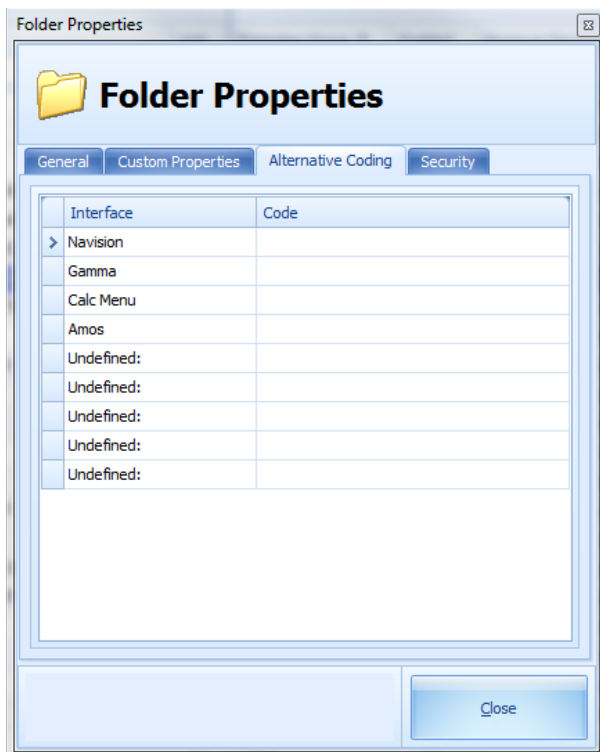 Folder Properties
Folder Properties
General Custom Properties Alternative Coding Security
Interface Code
Navision
Gamma
Calc Menu
Amos
Undefined:
Undefined:
Undefined:
Undefined:
Undefined:
Close